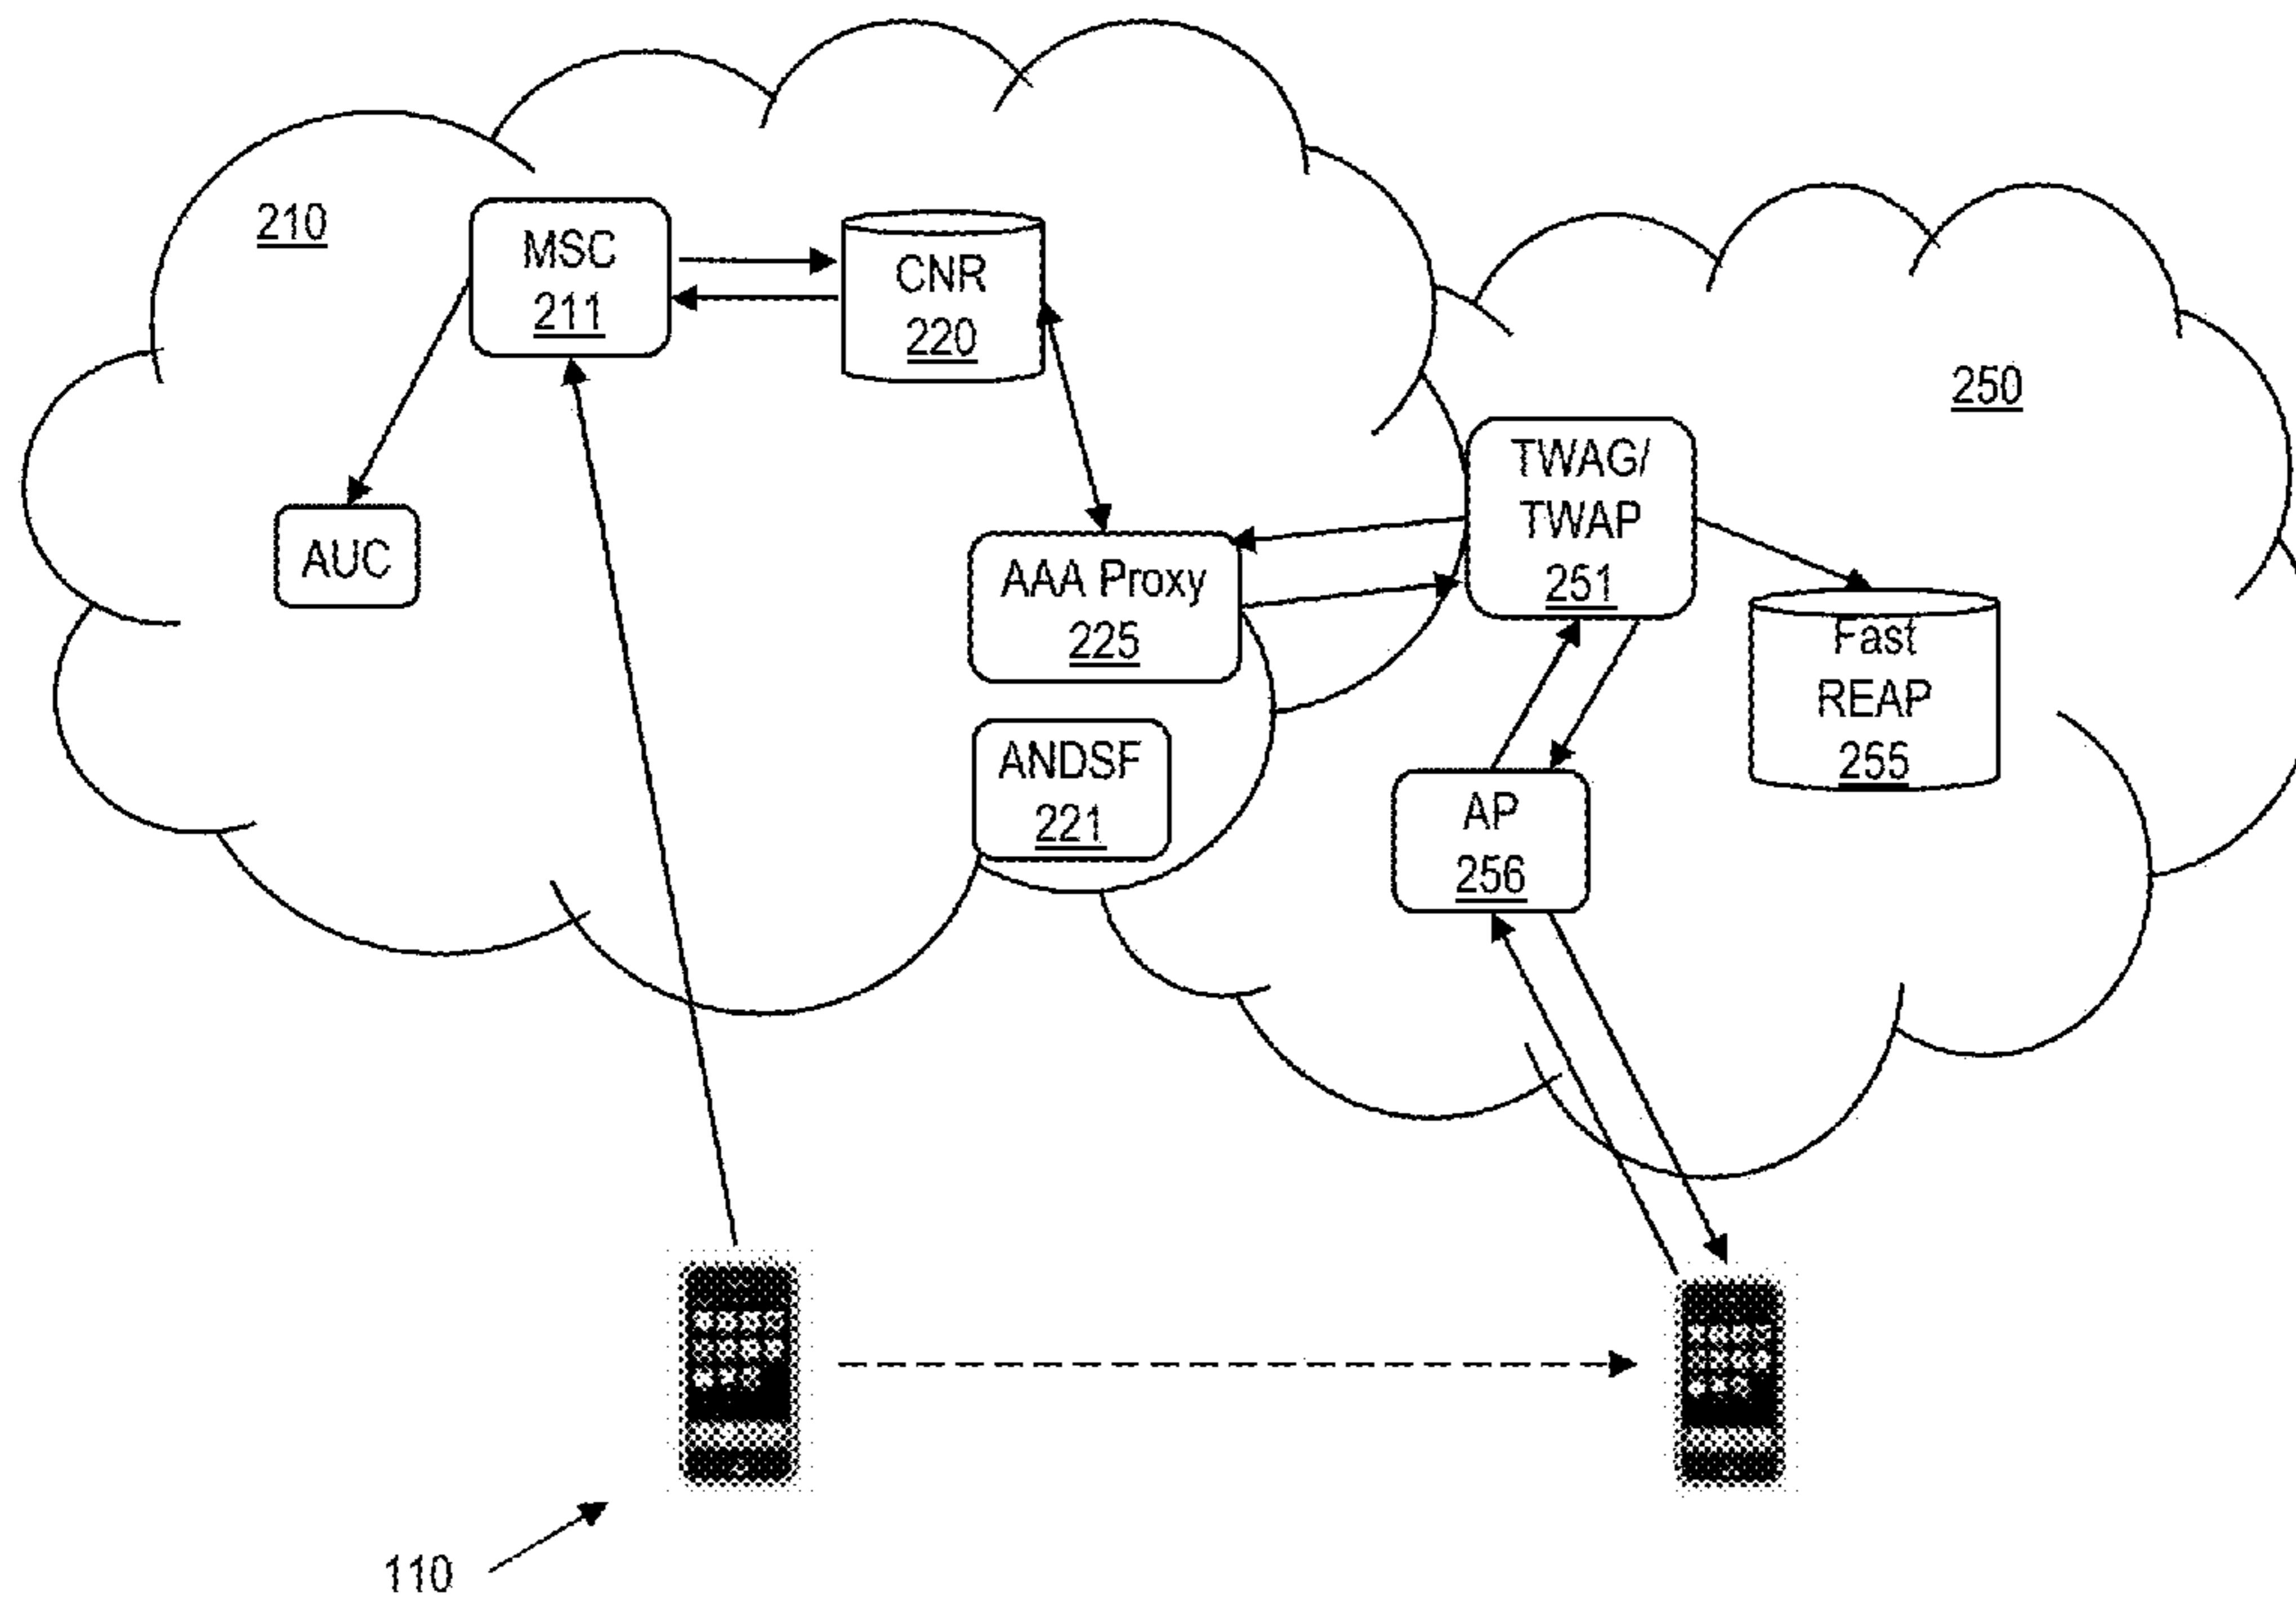 210
MSC
211
CNR
220
250
TWAG/
TWAP
251
AUC
AAA Proxy
225
Fast
REAP
255
ANDSF
221
AP
256
110